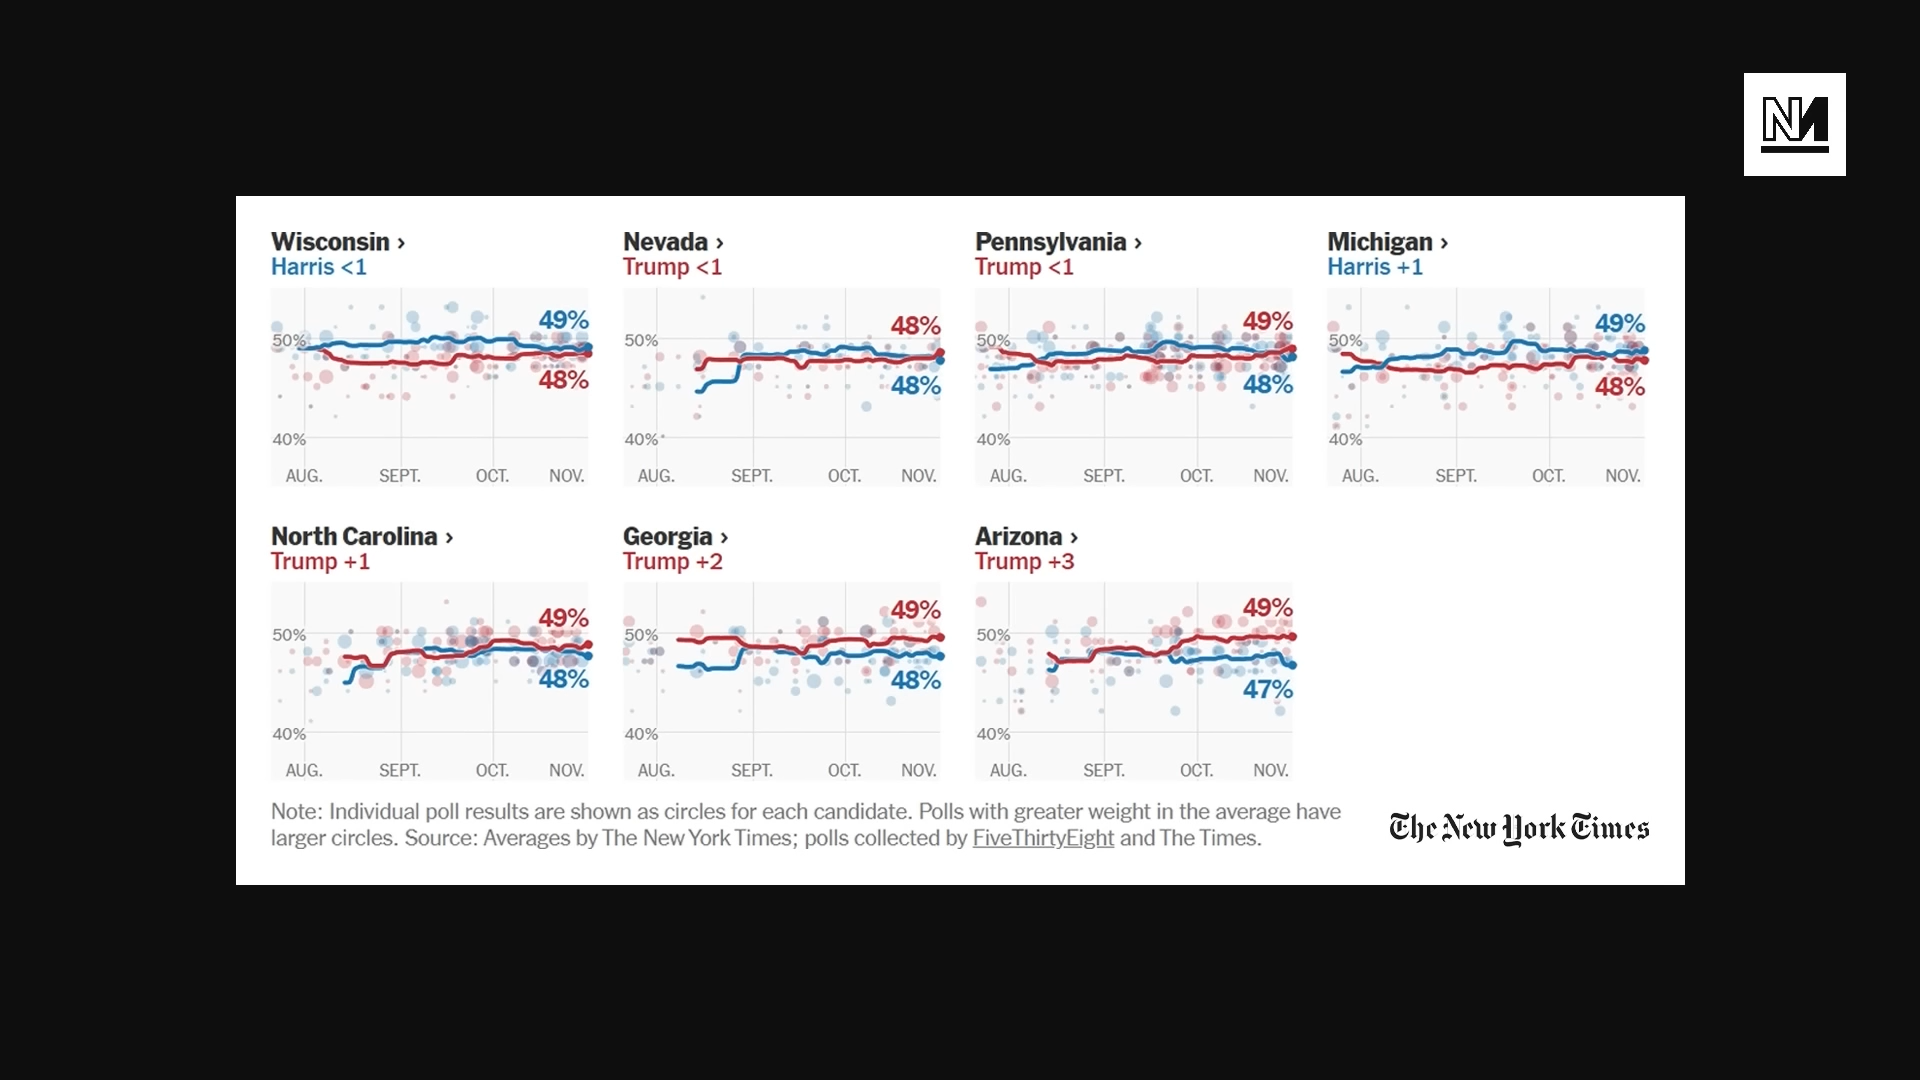 NM
Wisconsin ›
Harris <1
50%
40%
49%
48%
AUG. SEPT. OCT. NOV.
Nevada ›
Trump <1
50%
40%
48%
48%
AUG. SEPT. OCT. NOV.
Pennsylvania ›
Trump <1
50%
40%
49%
48%
AUG. SEPT. OCT. NOV.
Michigan ›
Harris +1
50%
40%
49%
48%
AUG. SEPT. OCT. NOV.
North Carolina ›
Trump +1
50%
40%
49%
48%
AUG. SEPT. OCT. NOV.
Georgia ›
Trump +2
50%
40%
49%
48%
AUG. SEPT. OCT. NOV.
Arizona ›
Trump +3
50%
40%
49%
47%
AUG. SEPT. OCT. NOV.
Note: Individual poll results are shown as circles for each candidate. Polls with greater weight in the average have
larger circles. Source: Averages by The New York Times; polls collected by FiveThirtyEight and The Times.
The New York Times